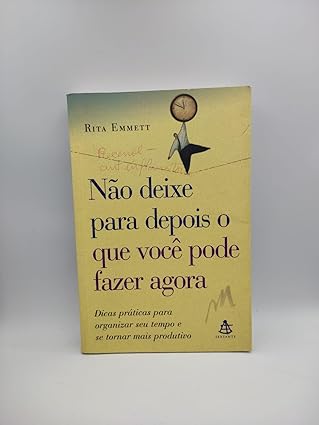 RITA EMMETT
Não deixe
para depois o
que você pode
fazer agora
Dicas práticas para
organizar seu tempo e
se tornar mais produtivo
SEXTANTE